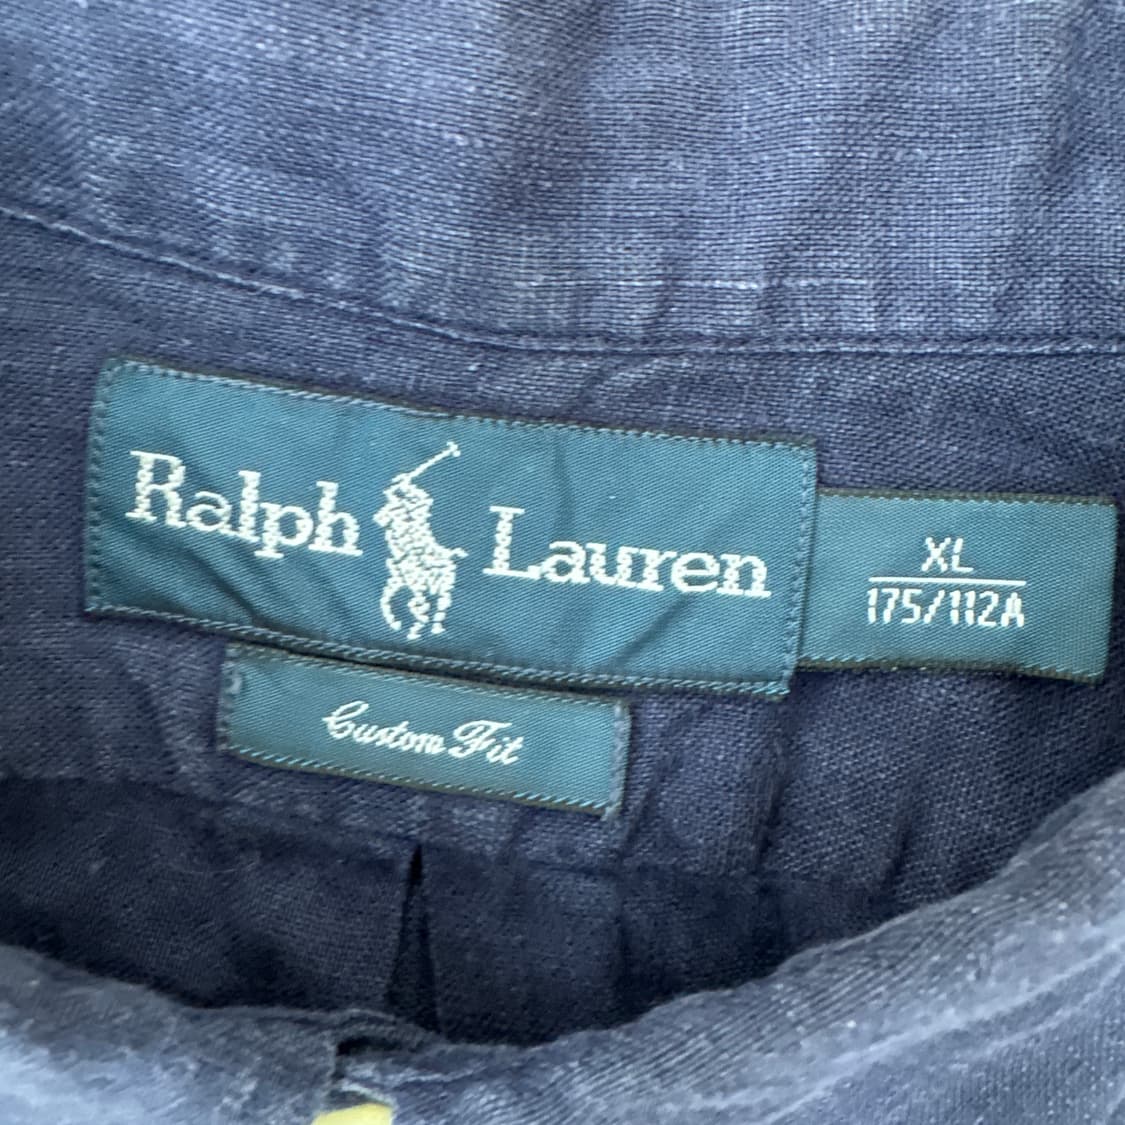 Ralph Lauren
XL
175/112A
Custom Fit